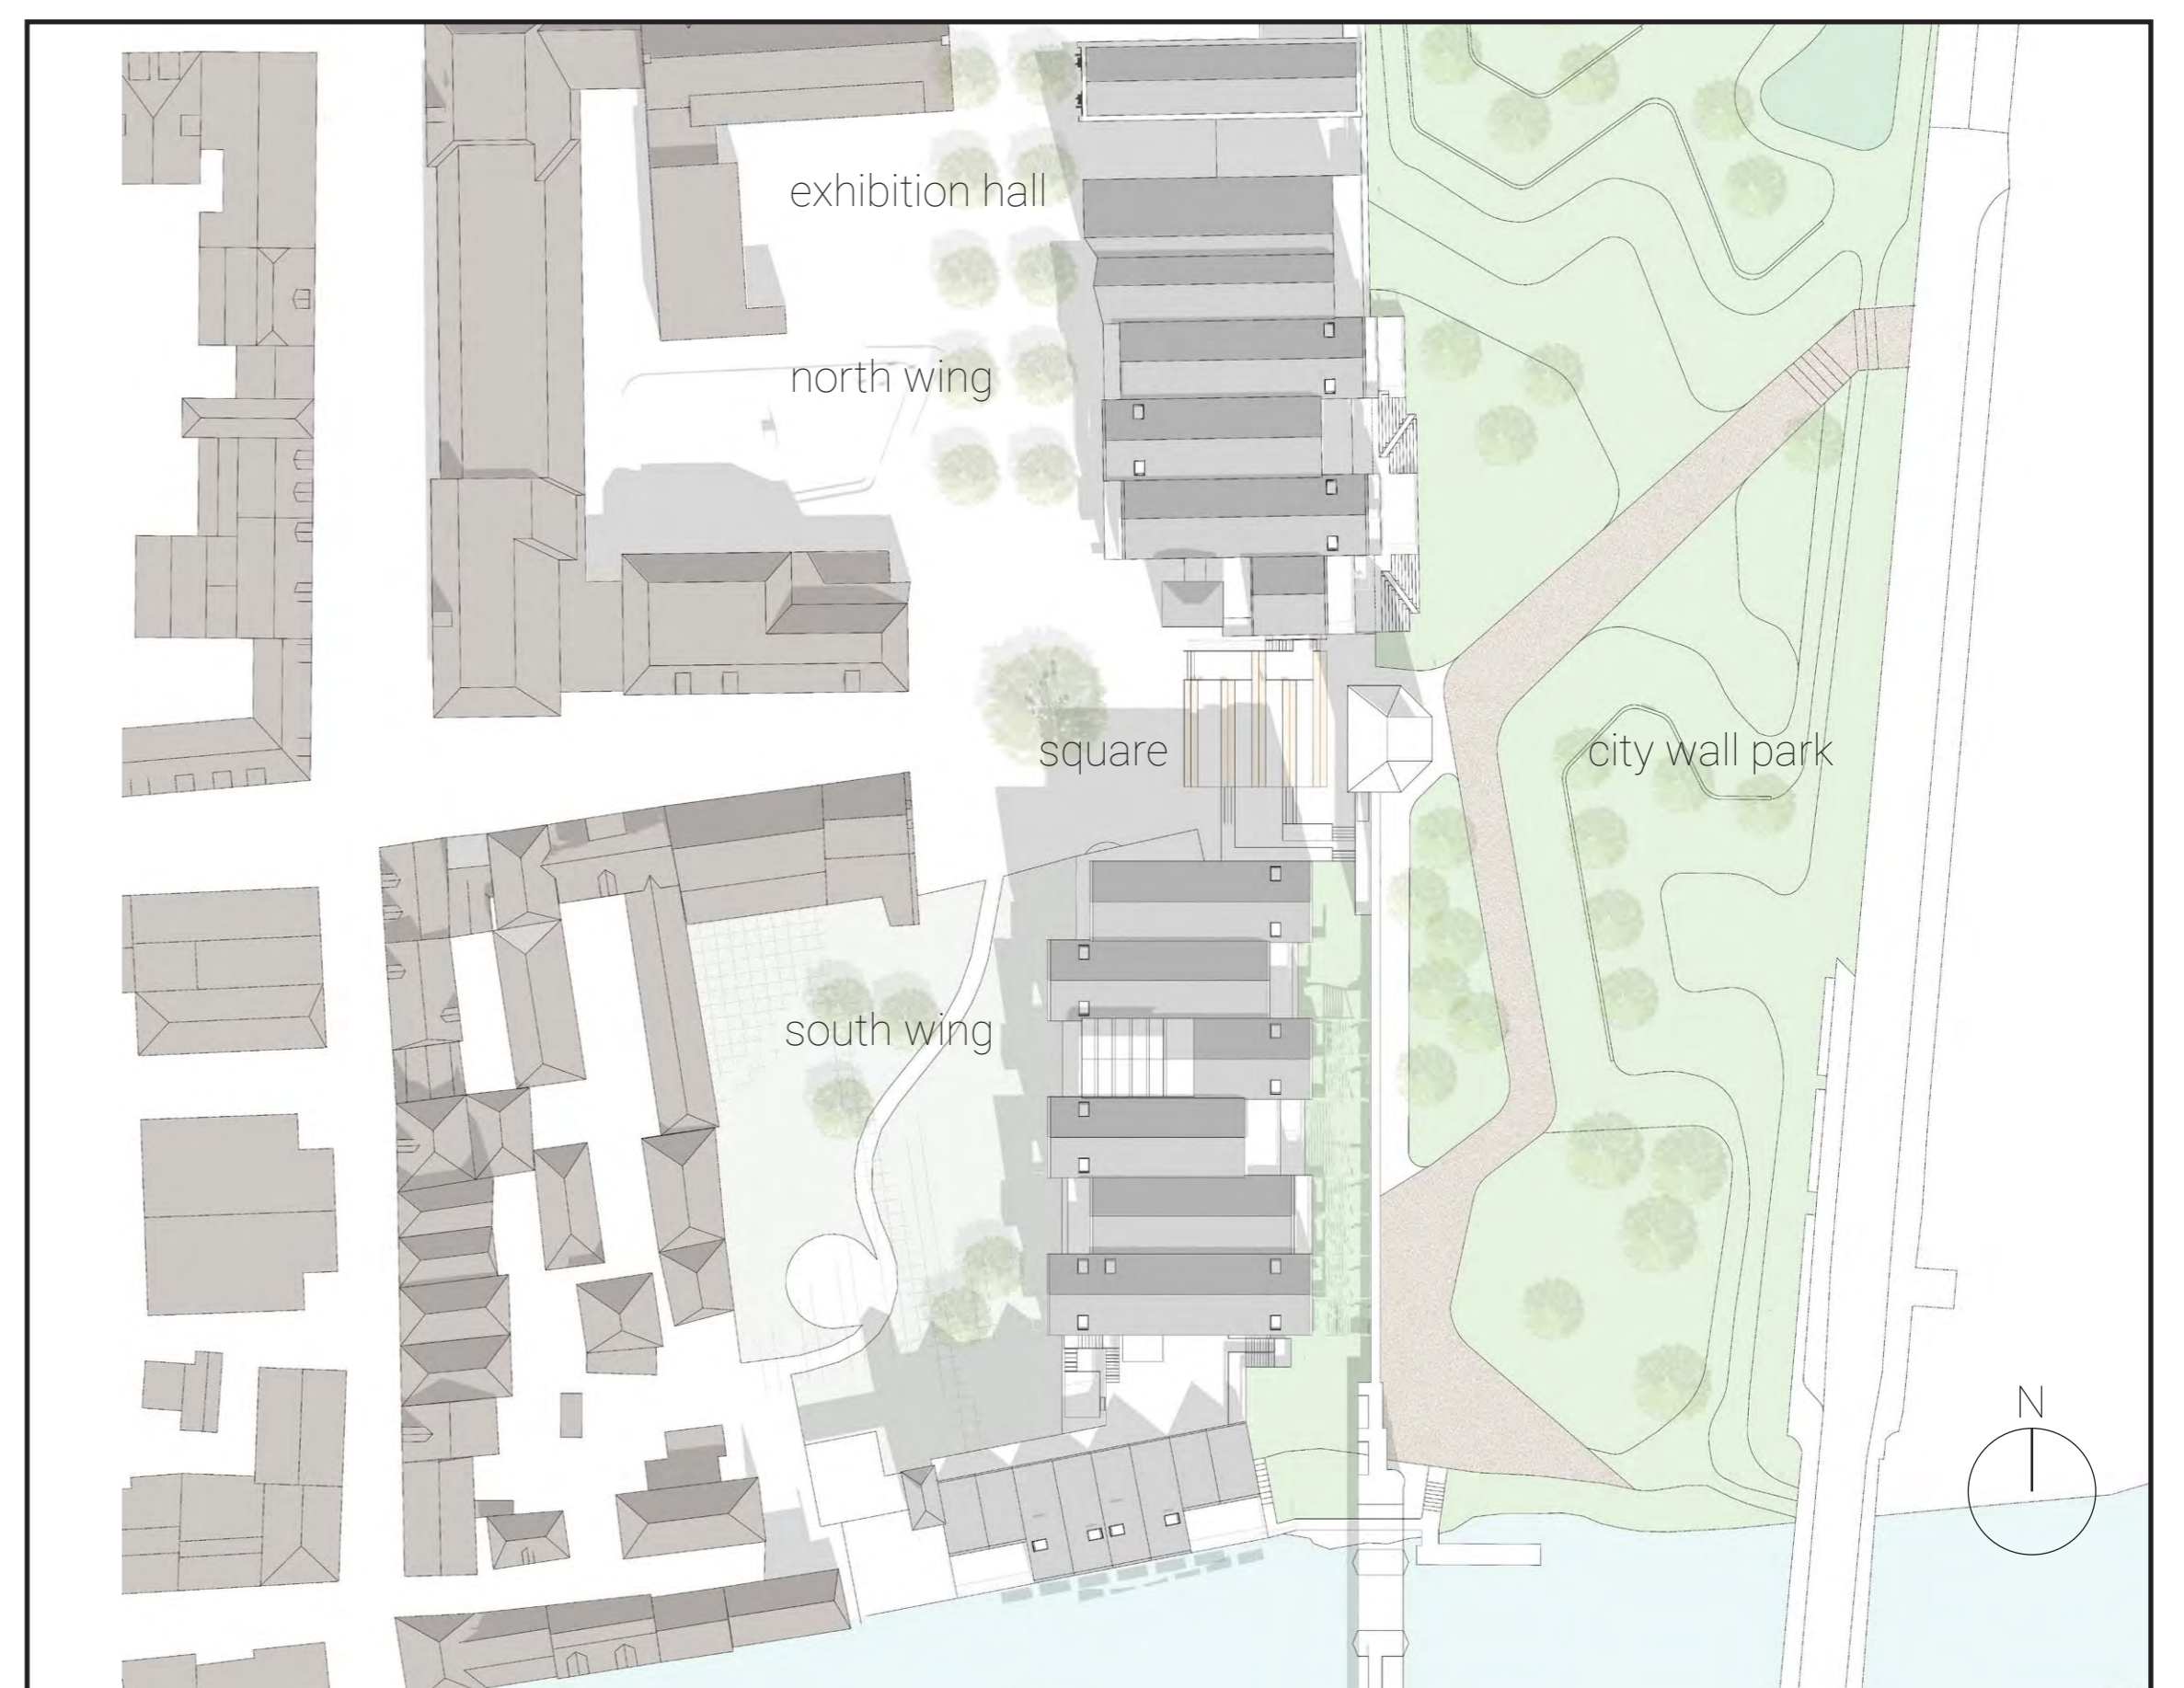 exhibition hall
north wing
square
city wall park
south wing
N